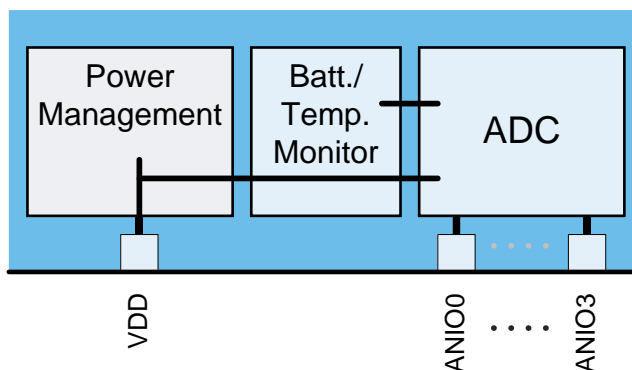 Power
Management
Batt./
Temp.
Monitor
ADC
VDD
ANIO0
ANIO3